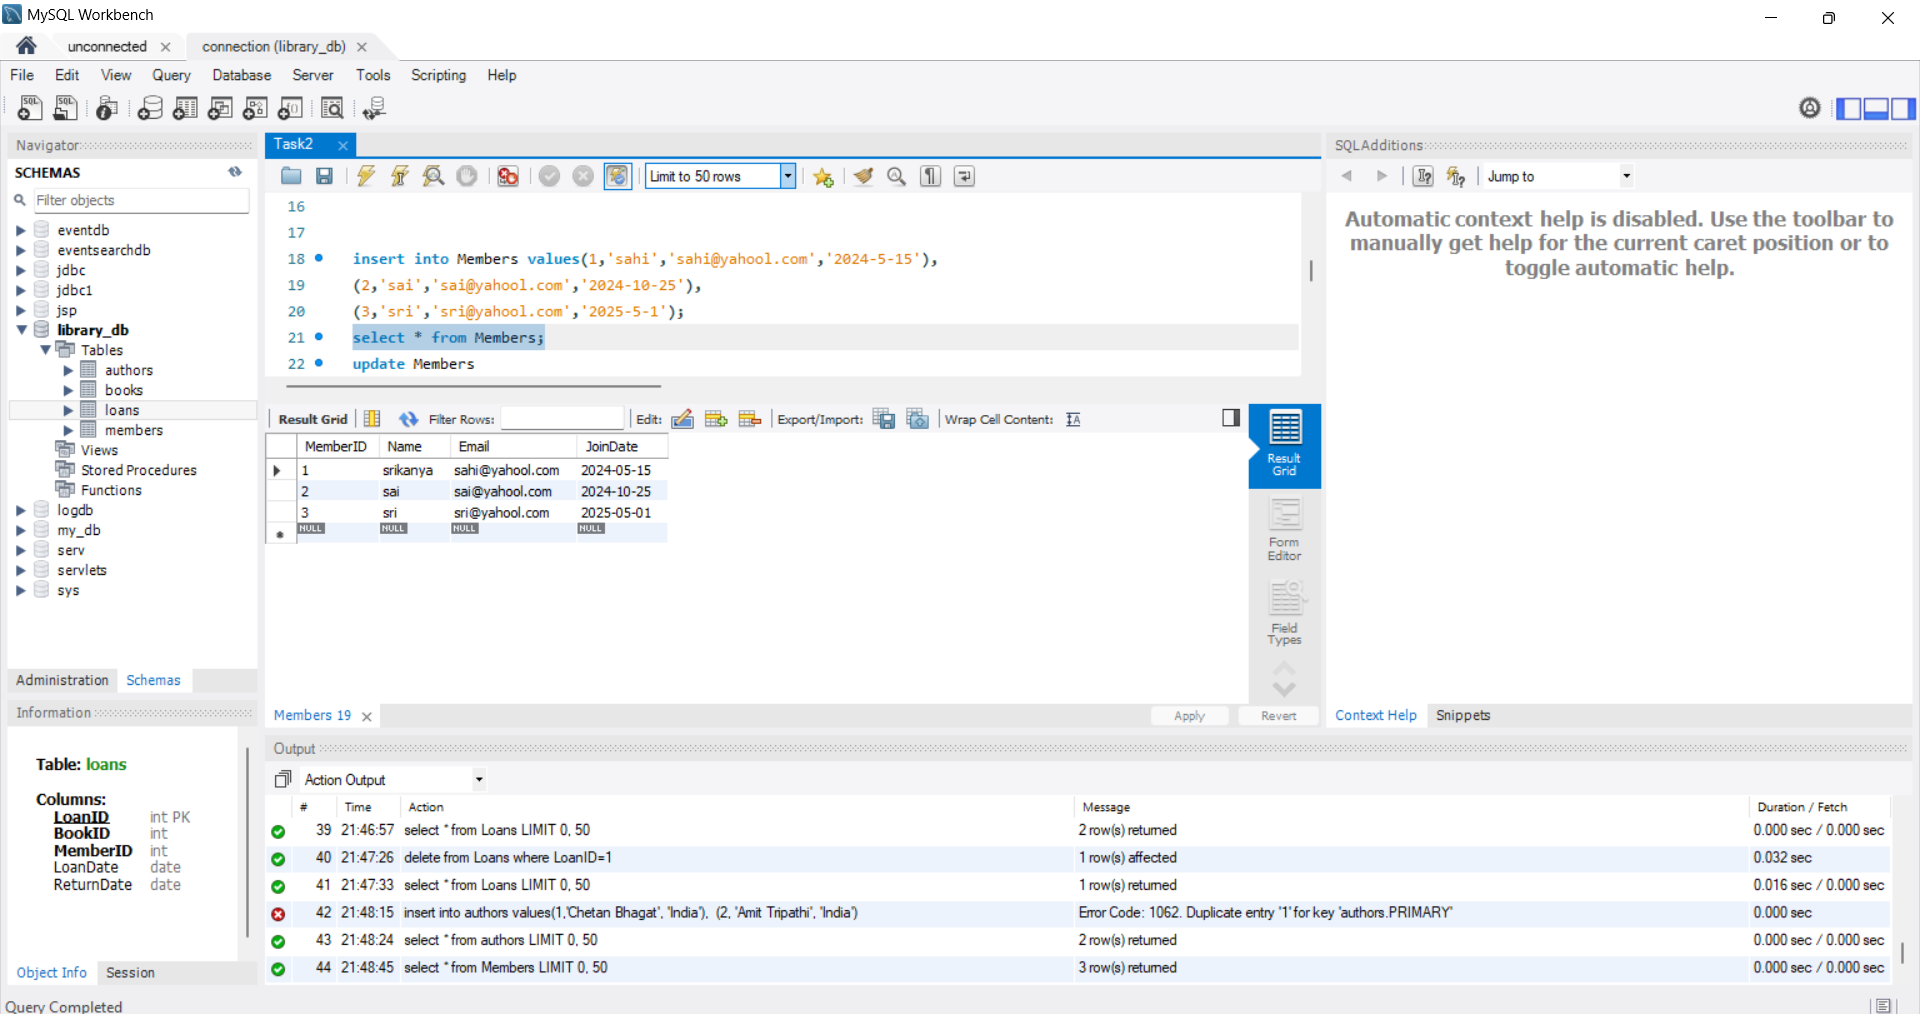 MySQL Workbench
unconnected
connection (library_db)
File Edit View Query Database Server Tools Scripting Help
Navigator
SCHEMAS
Filter objects
eventdb
eventsearchdb
jdbc
jdbc1
jsp
library_db
Tables
authors
books
loans
members
Views
Stored Procedures
Functions
logdb
my_db
serv
servlets
sys
Administration Schemas
Information
Table: loans
Columns:
LoanID int PK
BookID int
MemberID int
LoanDate date
ReturnDate date
Object Info Session
Query Completed
Task2
Limit to 50 rows
16
17
18 insert into Members values(1,'sahi','sahi@yahool.com','2024-5-15'),
19 (2,'sai','sai@yahool.com','2024-10-25'),
20 (3,'sri','sri@yahool.com','2025-5-1');
21 select * from Members;
22 update Members
Result Grid Filter Rows: Edit: Export/Import: Wrap Cell Content:
MemberID Name Email JoinDate
1 srikanya sahi@yahool.com 2024-05-15
2 sai sai@yahool.com 2024-10-25
3 sri sri@yahool.com 2025-05-01
NULL NULL NULL NULL
Result Grid
Form Editor
Field Types
Members 19
Apply Revert
SQLAdditions
Jump to
Automatic context help is disabled. Use the toolbar to
manually get help for the current caret position or to
toggle automatic help.
Context Help Snippets
Output
Action Output
# Time Action Message Duration / Fetch
39 21:46:57 select * from Loans LIMIT 0, 50 2 row(s) returned 0.000 sec / 0.000 sec
40 21:47:26 delete from Loans where LoanID=1 1 row(s) affected 0.032 sec
41 21:47:33 select * from Loans LIMIT 0, 50 1 row(s) returned 0.016 sec / 0.000 sec
42 21:48:15 insert into authors values(1,'Chetan Bhagat', 'India'), (2, 'Amit Tripathi', 'India') Error Code: 1062. Duplicate entry '1' for key 'authors.PRIMARY' 0.000 sec
43 21:48:24 select * from authors LIMIT 0, 50 2 row(s) returned 0.000 sec / 0.000 sec
44 21:48:45 select * from Members LIMIT 0, 50 3 row(s) returned 0.000 sec / 0.000 sec